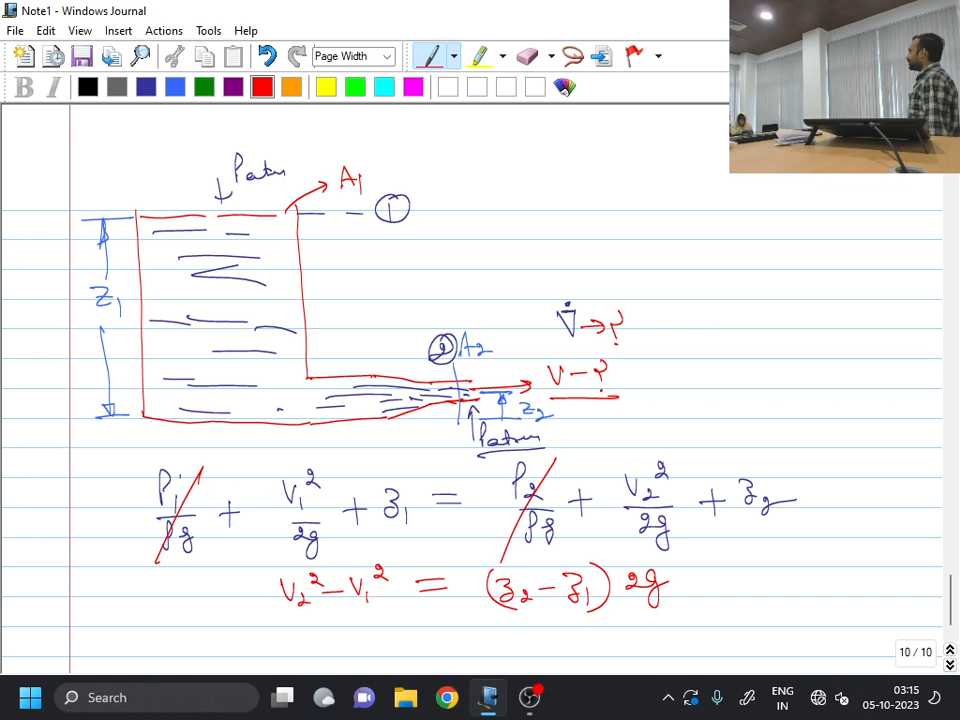 Note1 - Windows Journal
File Edit View Insert Actions Tools Help
Page Width
B I
Patm
A1
①
Z1
V̇ → ?
② A2
V - ?
Z2
Patm
P1/ρg + V1²/2g + z1 = P2/ρg + V2²/2g + z2
V2² - V1² = (z2 - z1) 2g
10 / 10
Search
ENG
IN
03:15
05-10-2023